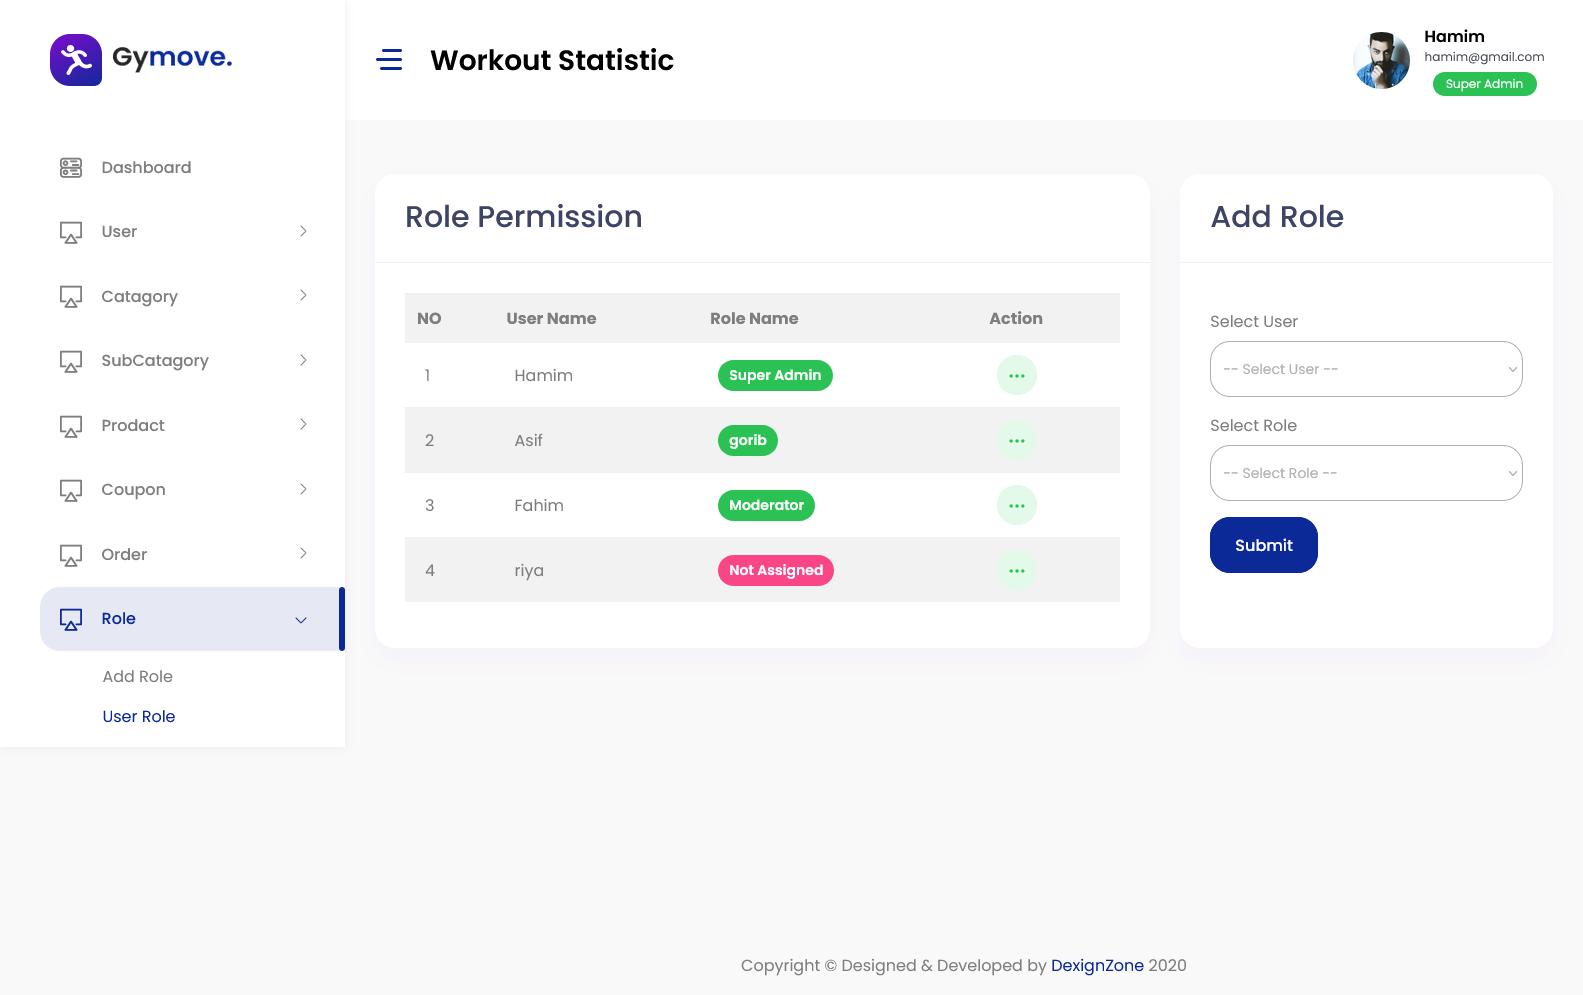 Gymove.
Workout Statistic
Hamim
hamim@gmail.com
Super Admin
Dashboard
User
Catagory
SubCatagory
Prodact
Coupon
Order
Role
Add Role
User Role
Role Permission
NO User Name Role Name Action
1 Hamim Super Admin
2 Asif gorib
3 Fahim Moderator
4 riya Not Assigned
Add Role
Select User
-- Select User --
Select Role
-- Select Role --
Submit
Copyright © Designed & Developed by DexignZone 2020